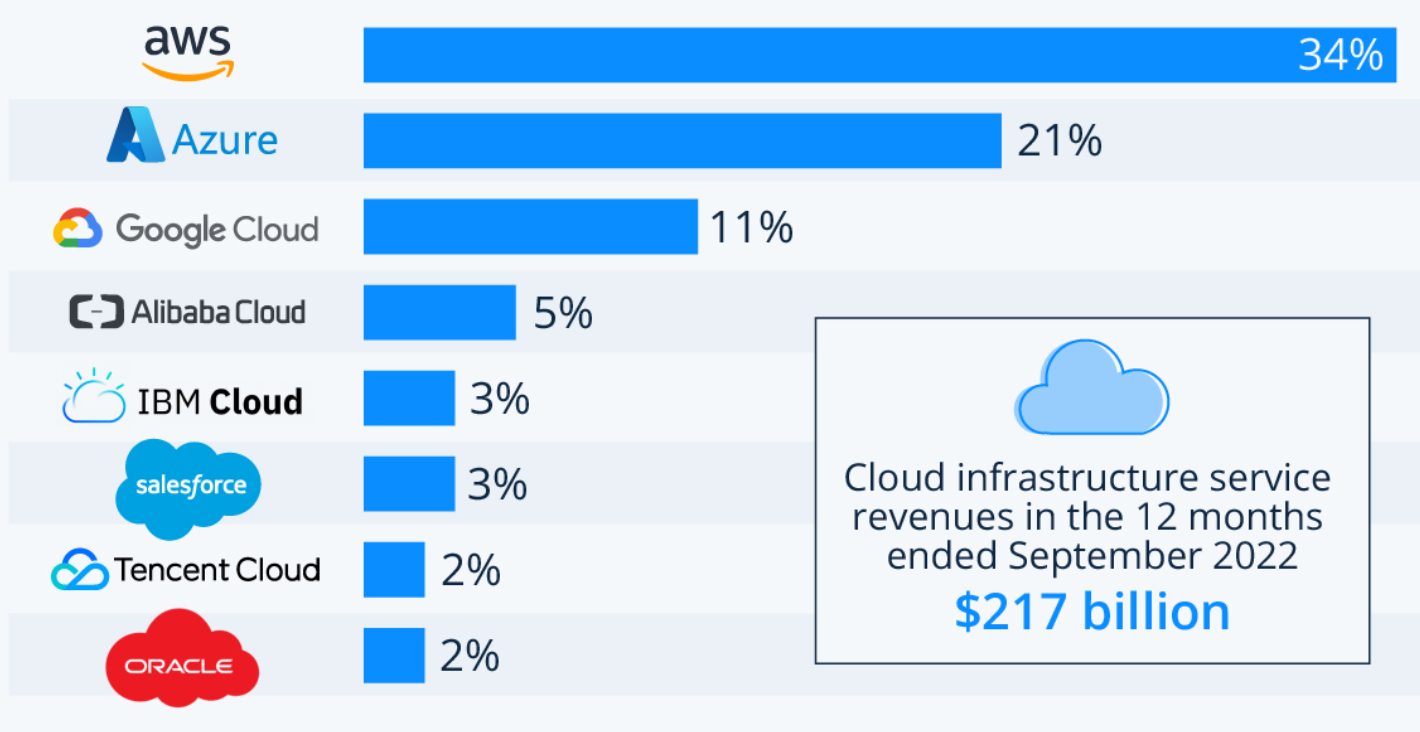 aws
34%
Azure
21%
Google Cloud
11%
Alibaba Cloud
5%
IBM Cloud
3%
salesforce
3%
Tencent Cloud
2%
ORACLE
2%
Cloud infrastructure service
revenues in the 12 months
ended September 2022
$217 billion